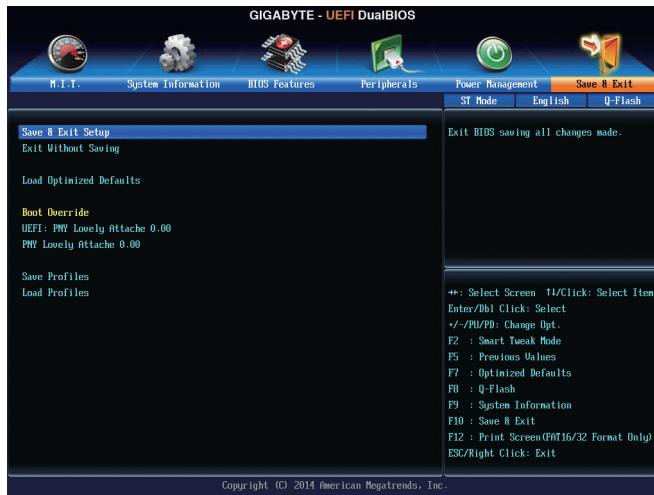 GIGABYTE - UEFI DualBIOS
M.I.T.
System Information
BIOS Features
Peripherals
Power Management
Save & Exit
ST Mode
English
Q-Flash
Save & Exit Setup
Exit Without Saving
Load Optimized Defaults
Boot Override
UEFI: PNY Lovely Attache 0.00
PNY Lovely Attache 0.00
Save Profiles
Load Profiles
Exit BIOS saving all changes made.
↔: Select Screen ↑↓/Click: Select Item
Enter/Dbl Click: Select
+/-/PU/PD: Change Opt.
F2 : Smart Tweak Mode
F5 : Previous Values
F7 : Optimized Defaults
F8 : Q-Flash
F9 : System Information
F10 : Save & Exit
F12 : Print Screen(FAT16/32 Format Only)
ESC/Right Click: Exit
Copyright (C) 2014 American Megatrends, Inc.